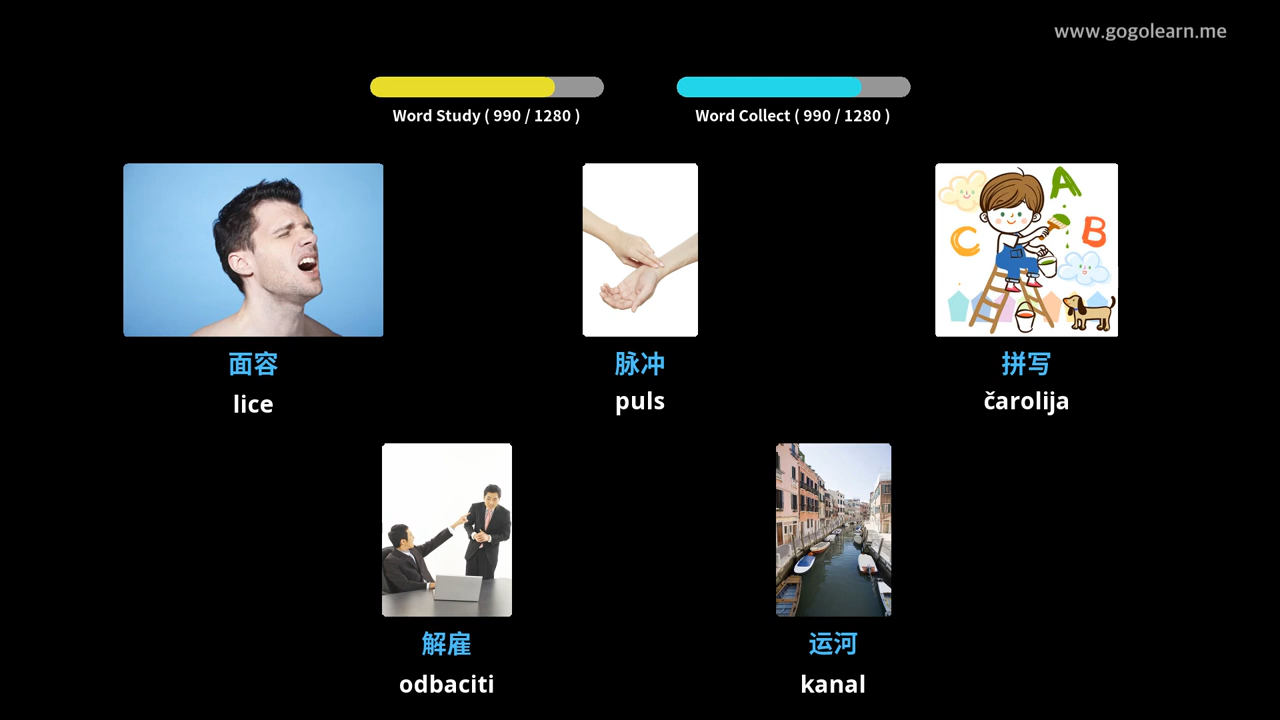 www.gogolearn.me
Word Study ( 990 / 1280 )
Word Collect ( 990 / 1280 )
A
B
C
面容
lice
脉冲
puls
拼写
čarolija
解雇
odbaciti
运河
kanal